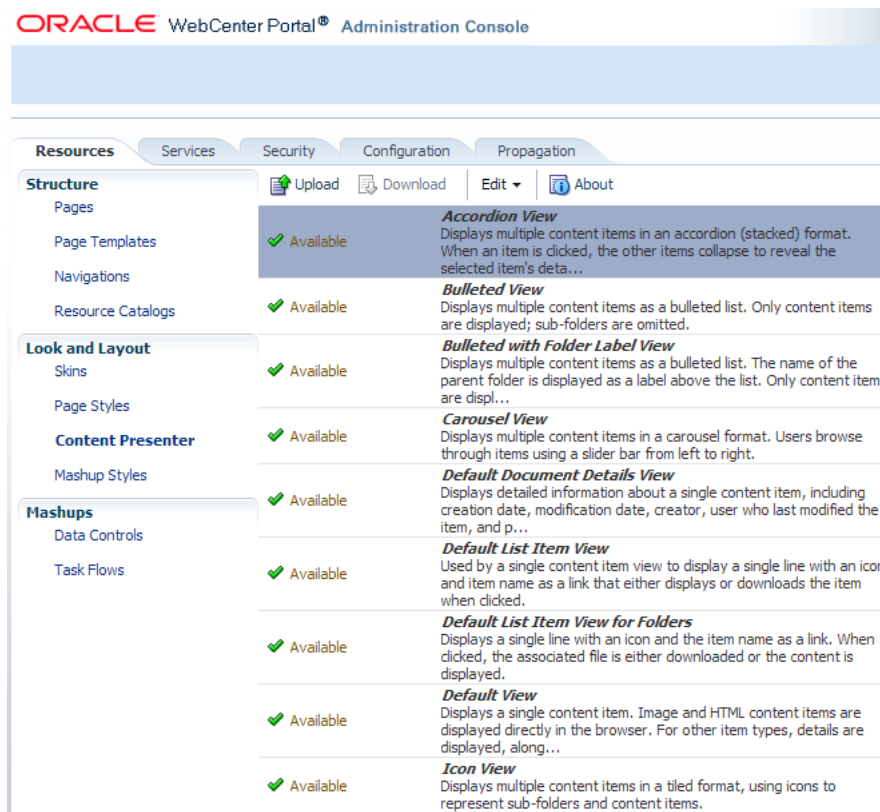 ORACLE WebCenter Portal® Administration Console
Resources Services Security Configuration Propagation
Structure
Pages
Page Templates
Navigations
Resource Catalogs
Look and Layout
Skins
Page Styles
Content Presenter
Mashup Styles
Mashups
Data Controls
Task Flows
Upload Download Edit About
Accordion View
Available
Displays multiple content items in an accordion (stacked) format.
When an item is clicked, the other items collapse to reveal the
selected item's deta...
Bulleted View
Available
Displays multiple content items as a bulleted list. Only content items
are displayed; sub-folders are omitted.
Bulleted with Folder Label View
Available
Displays multiple content items as a bulleted list. The name of the
parent folder is displayed as a label above the list. Only content item
are displ...
Carousel View
Available
Displays multiple content items in a carousel format. Users browse
through items using a slider bar from left to right.
Default Document Details View
Available
Displays detailed information about a single content item, including
creation date, modification date, creator, user who last modified the
item, and p...
Default List Item View
Available
Used by a single content item view to display a single line with an icon
and item name as a link that either displays or downloads the item
when clicked.
Default List Item View for Folders
Available
Displays a single line with an icon and the item name as a link. When
clicked, the associated file is either downloaded or the content is
displayed.
Default View
Available
Displays a single content item. Image and HTML content items are
displayed directly in the browser. For other item types, details are
displayed, along...
Icon View
Available
Displays multiple content items in a tiled format, using icons to
represent sub-folders and content items.